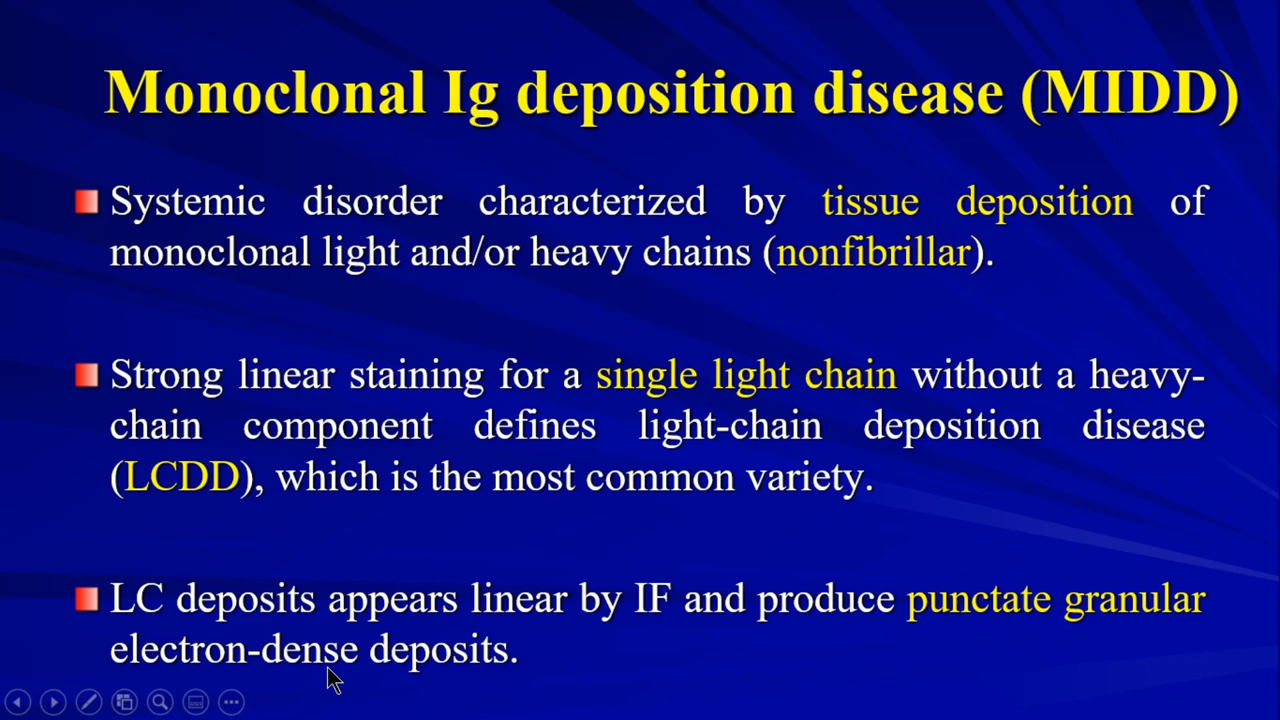 Monoclonal Ig deposition disease (MIDD)
Systemic disorder characterized by tissue deposition of
monoclonal light and/or heavy chains (nonfibrillar).
Strong linear staining for a single light chain without a heavy-
chain component defines light-chain deposition disease
(LCDD), which is the most common variety.
LC deposits appears linear by IF and produce punctate granular
electron-dense deposits.